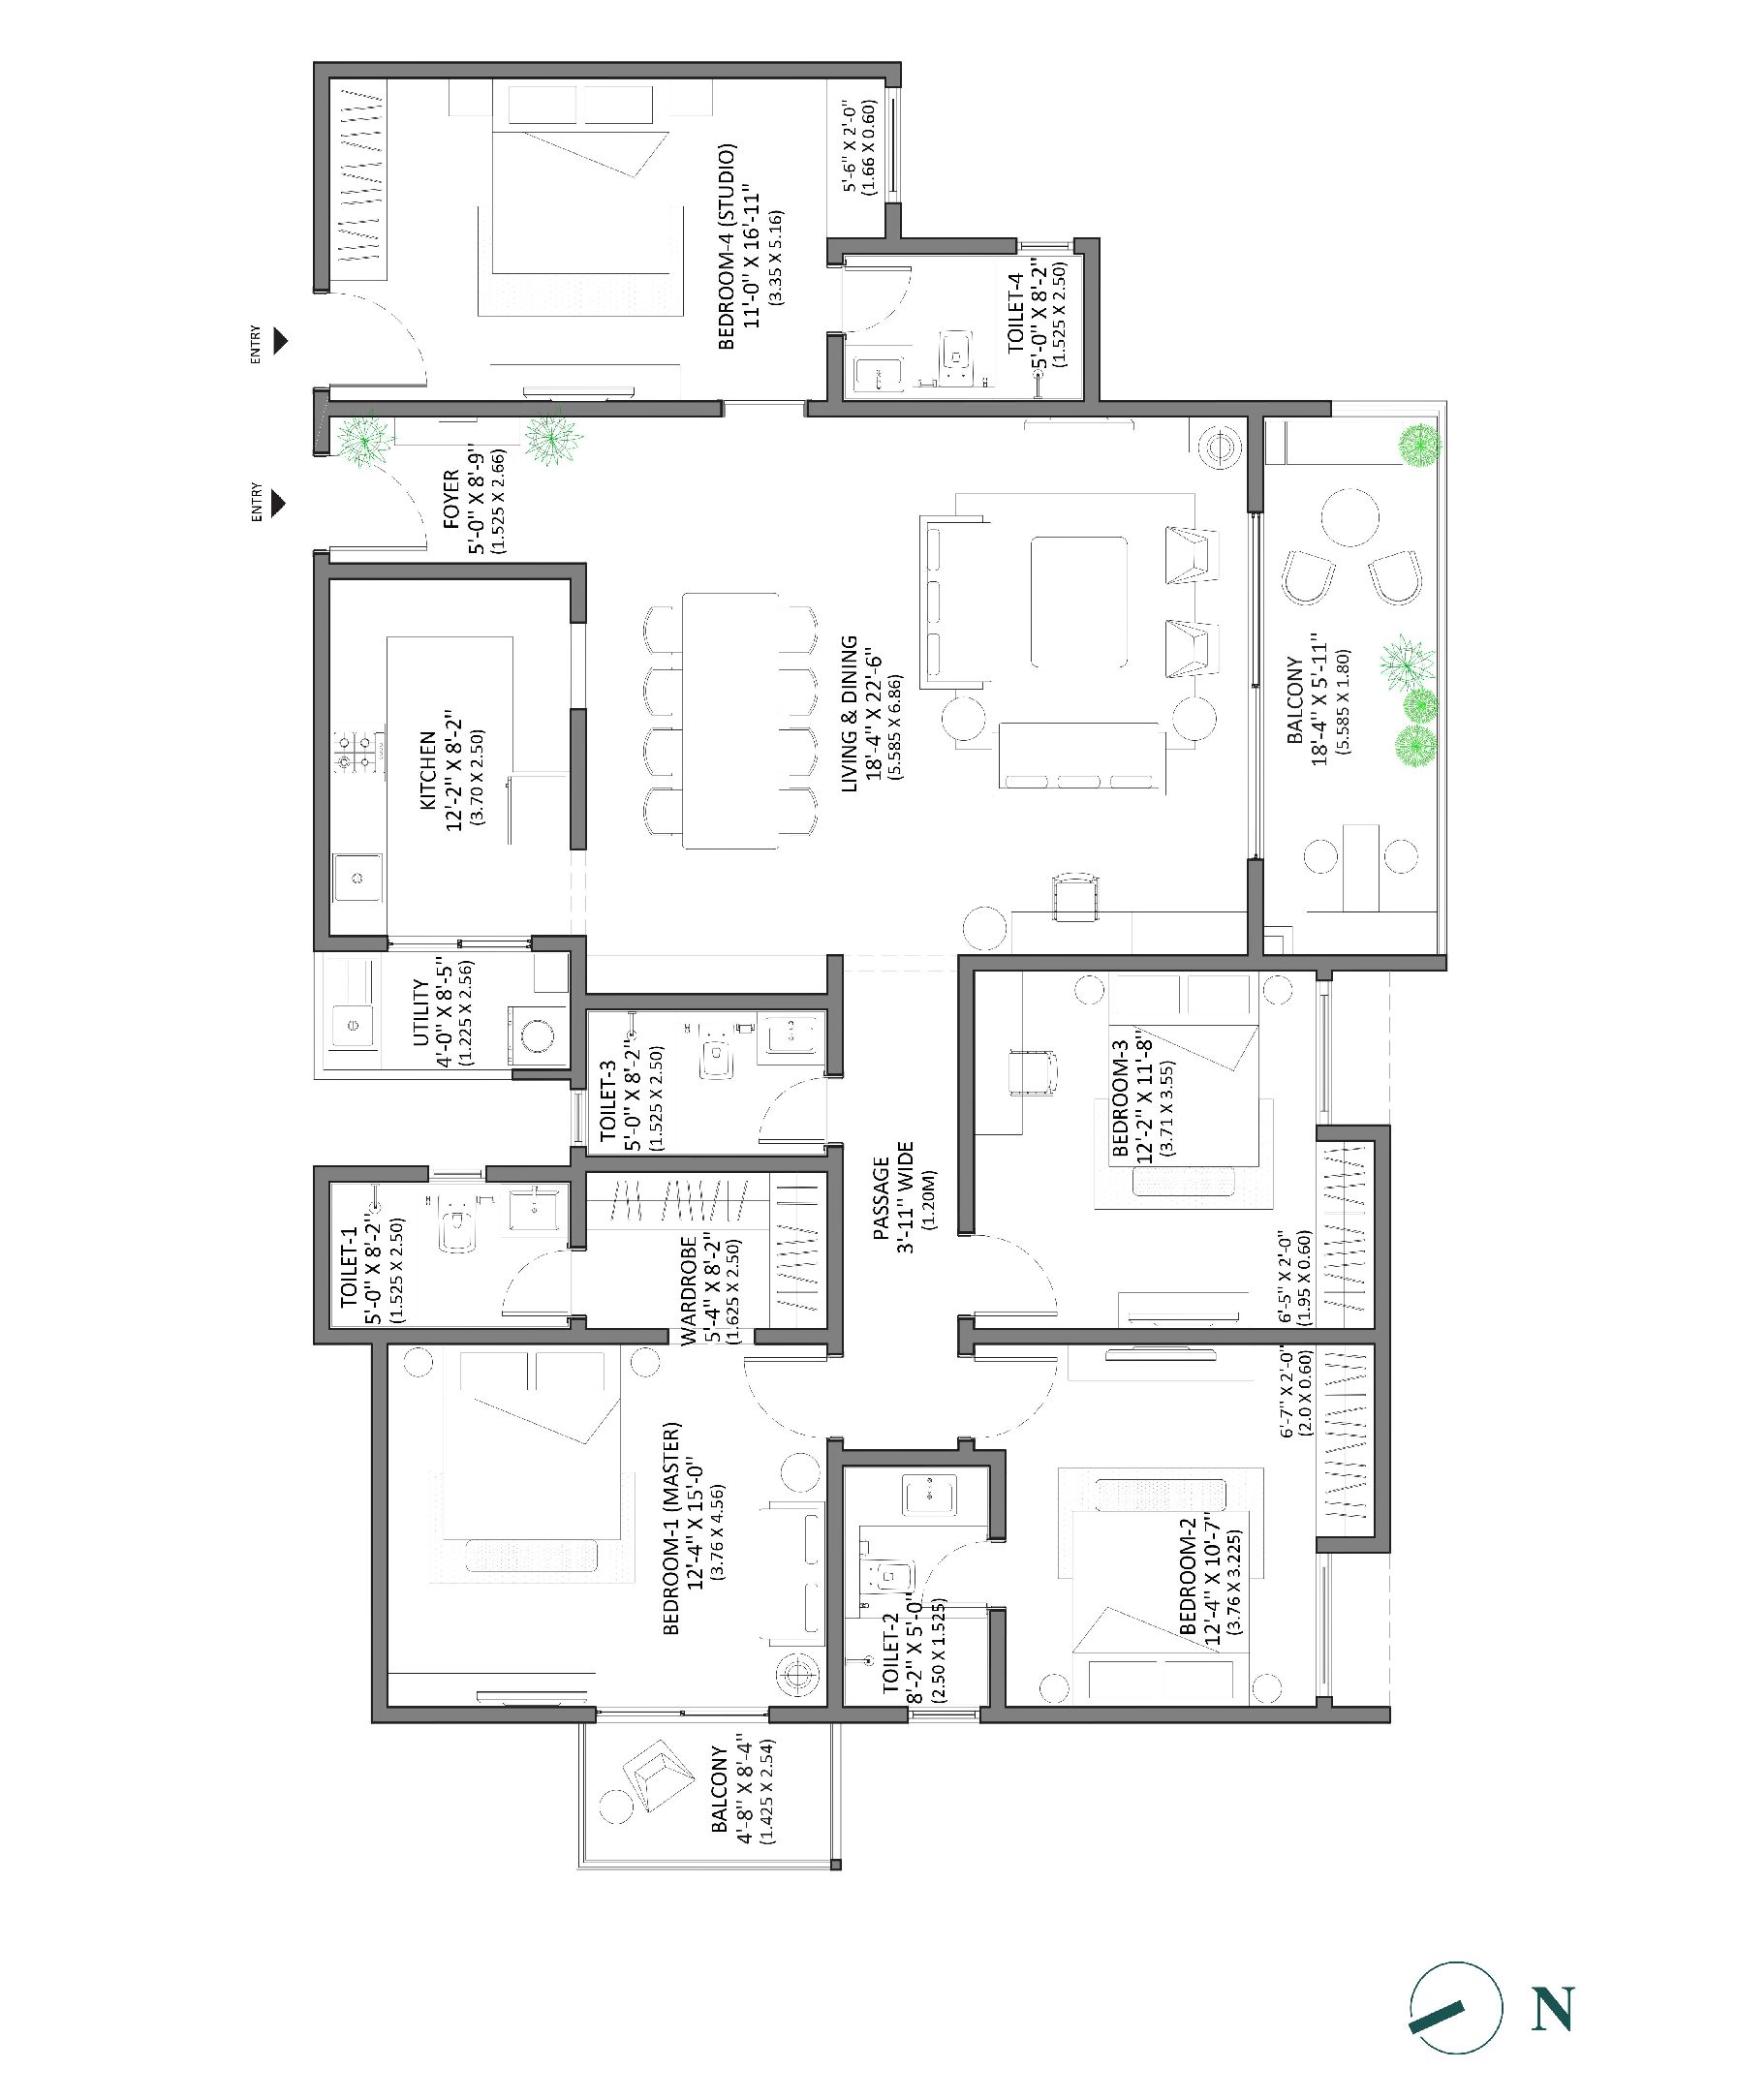 ENTRY
ENTRY
BEDROOM-4 (STUDIO)
11'-0" X 16'-11"
(3.35 X 5.16)
5'-6" X 2'-0"
(1.66 X 0.60)
TOILET-4
5'-0" X 8'-2"
(1.525 X 2.50)
FOYER
5'-0" X 8'-9"
(1.525 X 2.66)
KITCHEN
12'-2" X 8'-2"
(3.70 X 2.50)
LIVING & DINING
18'-4" X 22'-6"
(5.585 X 6.86)
BALCONY
18'-4" X 5'-11"
(5.585 X 1.80)
UTILITY
4'-0" X 8'-5"
(1.225 X 2.56)
TOILET-3
5'-0" X 8'-2"
(1.525 X 2.50)
BEDROOM-3
12'-2" X 11'-8"
(3.71 X 3.55)
6'-5" X 2'-0"
(1.95 X 0.60)
PASSAGE
3'-11" WIDE
(1.20M)
TOILET-1
5'-0" X 8'-2"
(1.525 X 2.50)
WARDROBE
5'-4" X 8'-2"
(1.625 X 2.50)
BEDROOM-1 (MASTER)
12'-4" X 15'-0"
(3.76 X 4.56)
6'-7" X 2'-0"
(2.0 X 0.60)
TOILET-2
8'-2" X 5'-0"
(2.50 X 1.525)
BEDROOM-2
12'-4" X 10'-7"
(3.76 X 3.225)
BALCONY
4'-8" X 8'-4"
(1.425 X 2.54)
N